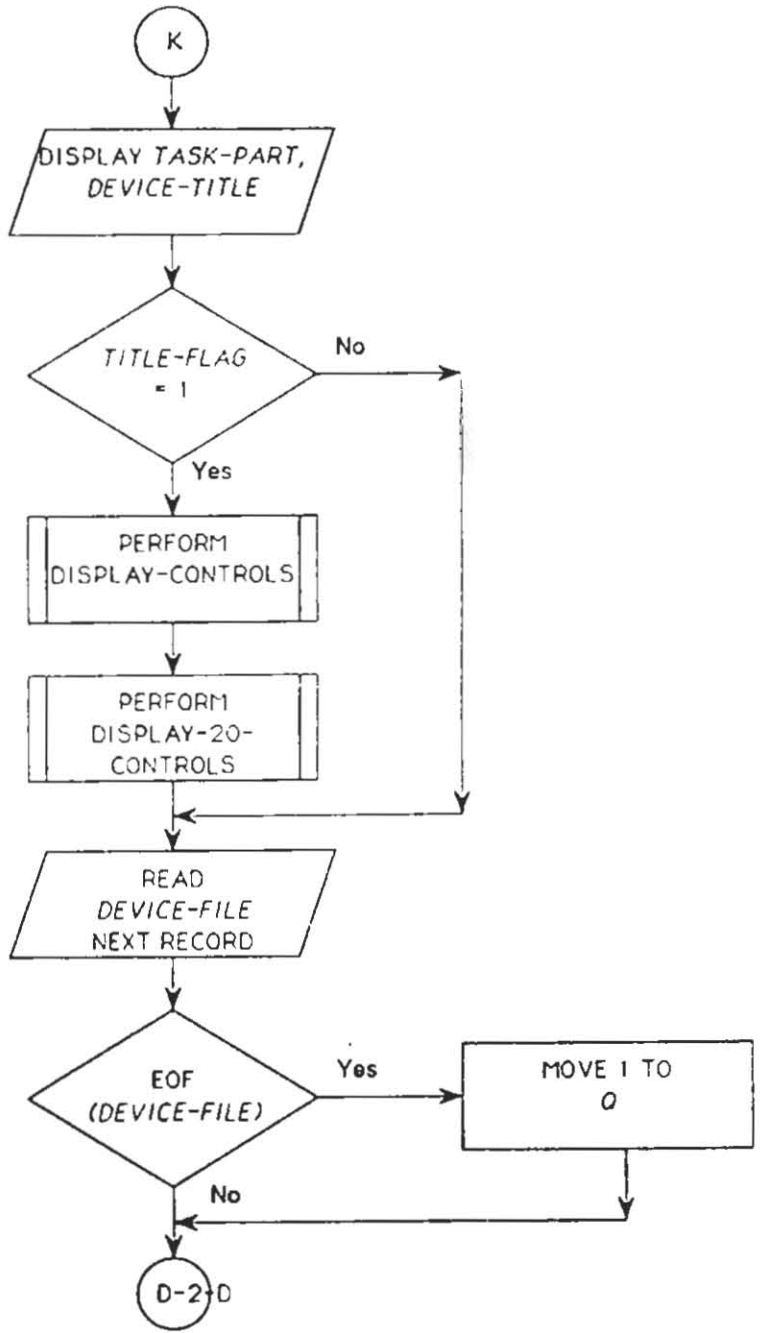 K
DISPLAY TASK-PART,
DEVICE-TITLE
TITLE-FLAG
= 1
No
Yes
PERFORM
DISPLAY-CONTROLS
PERFORM
DISPLAY-20-
CONTROLS
READ
DEVICE-FILE
NEXT RECORD
EOF
(DEVICE-FILE)
Yes
MOVE 1 TO
Q
No
D-2-D